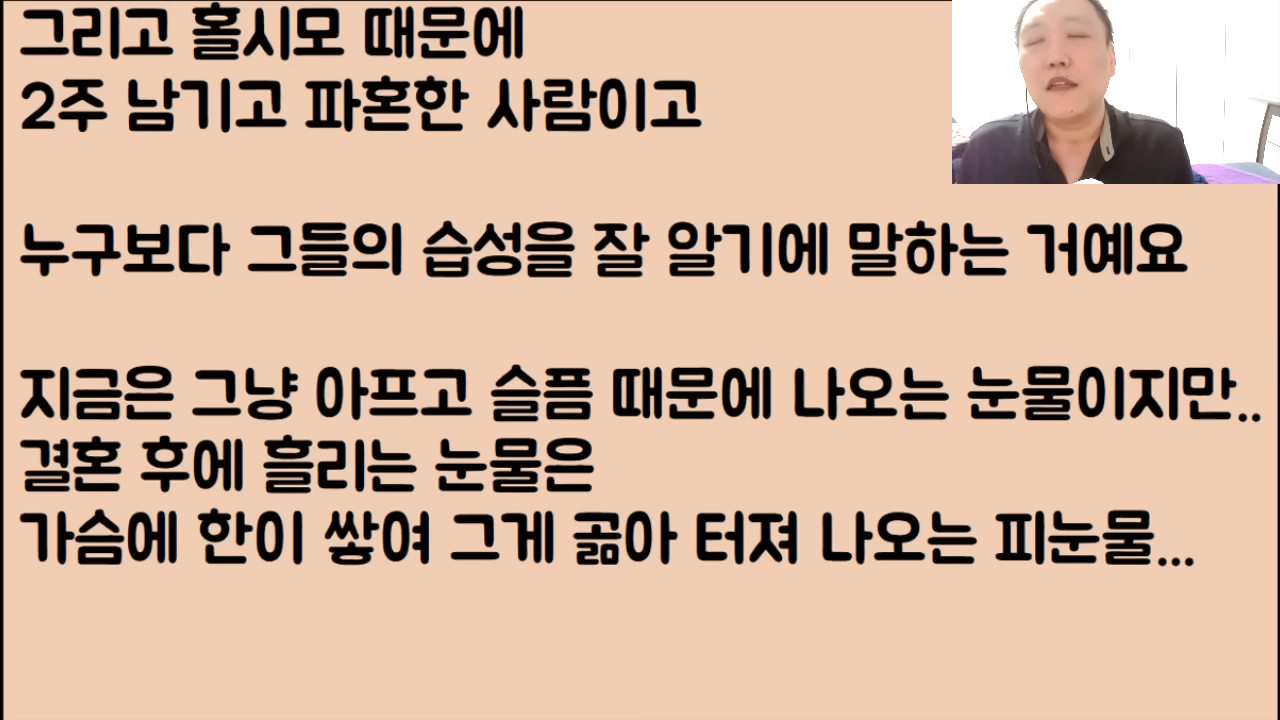 그리고 홀시모 때문에
2주 남기고 파혼한 사람이고
누구보다 그들의 습성을 잘 알기에 말하는 거예요
지금은 그냥 아프고 슬픔 때문에 나오는 눈물이지만..
결혼 후에 흘리는 눈물은
가슴에 한이 쌓여 그게 곪아 터져 나오는 피눈물...